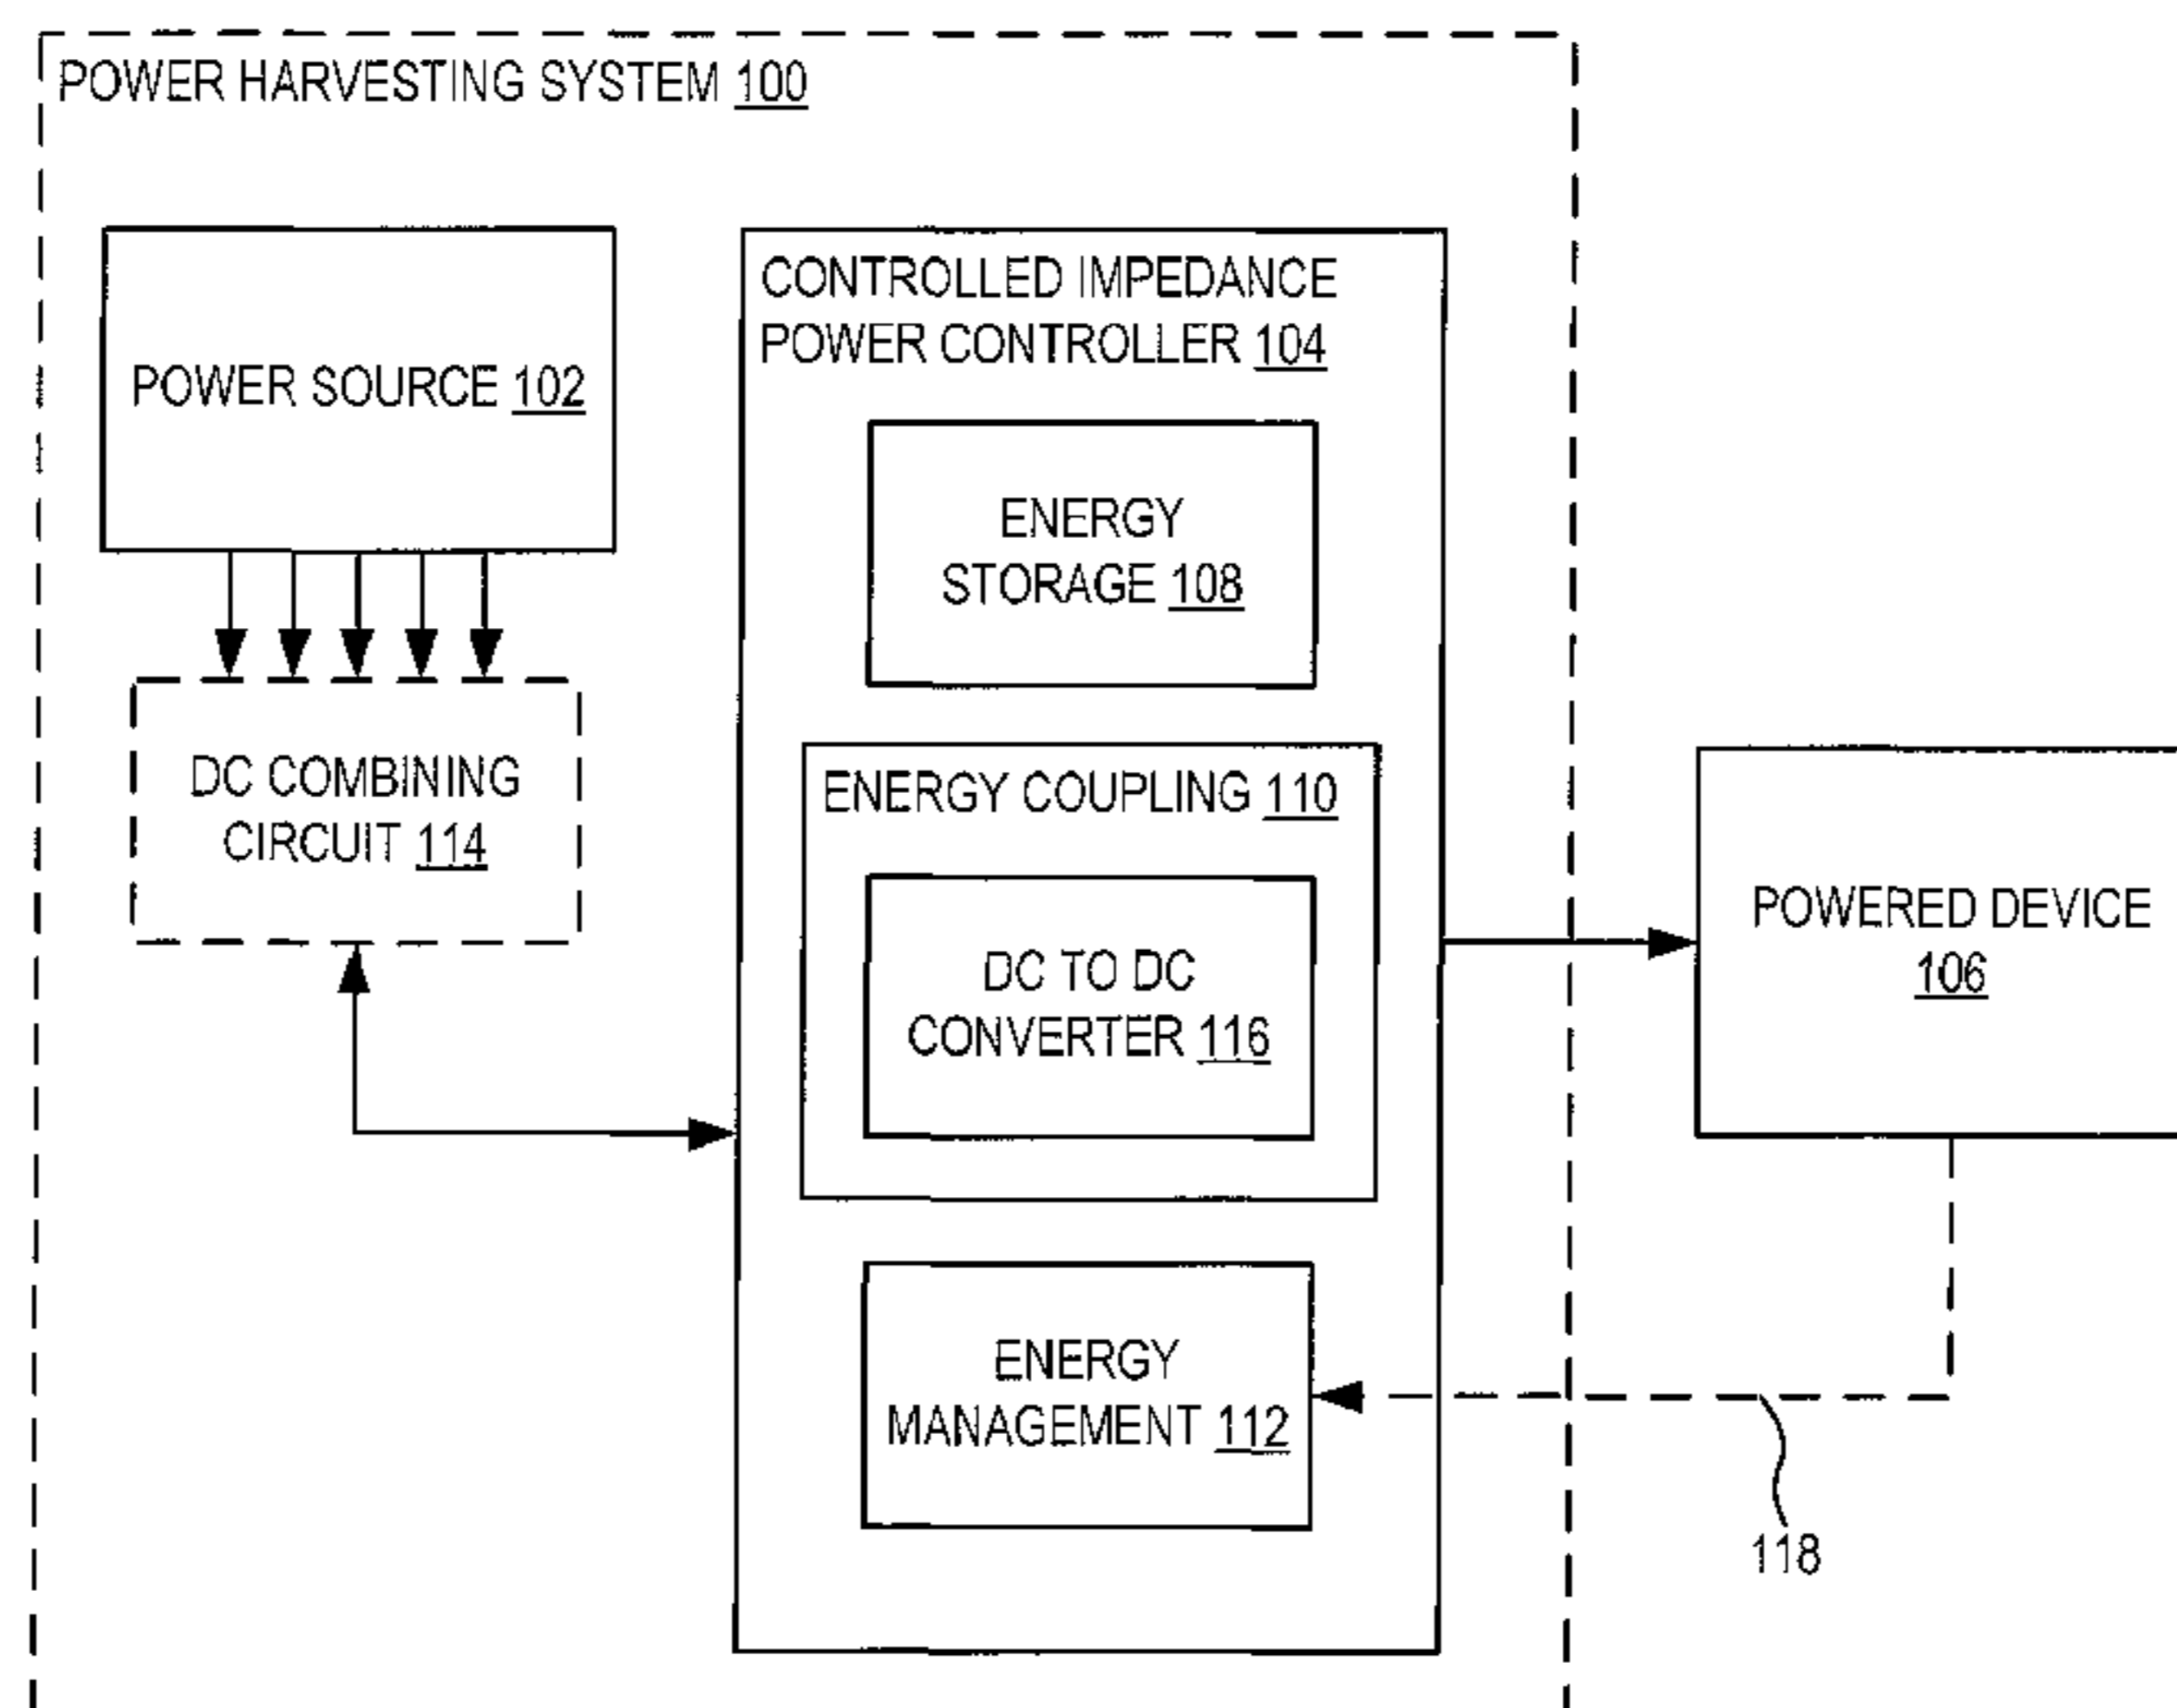 POWER HARVESTING SYSTEM 100
POWER SOURCE 102
DC COMBINING
CIRCUIT 114
CONTROLLED IMPEDANCE
POWER CONTROLLER 104
ENERGY
STORAGE 108
ENERGY COUPLING 110
DC TO DC
CONVERTER 116
ENERGY
MANAGEMENT 112
POWERED DEVICE
106
118